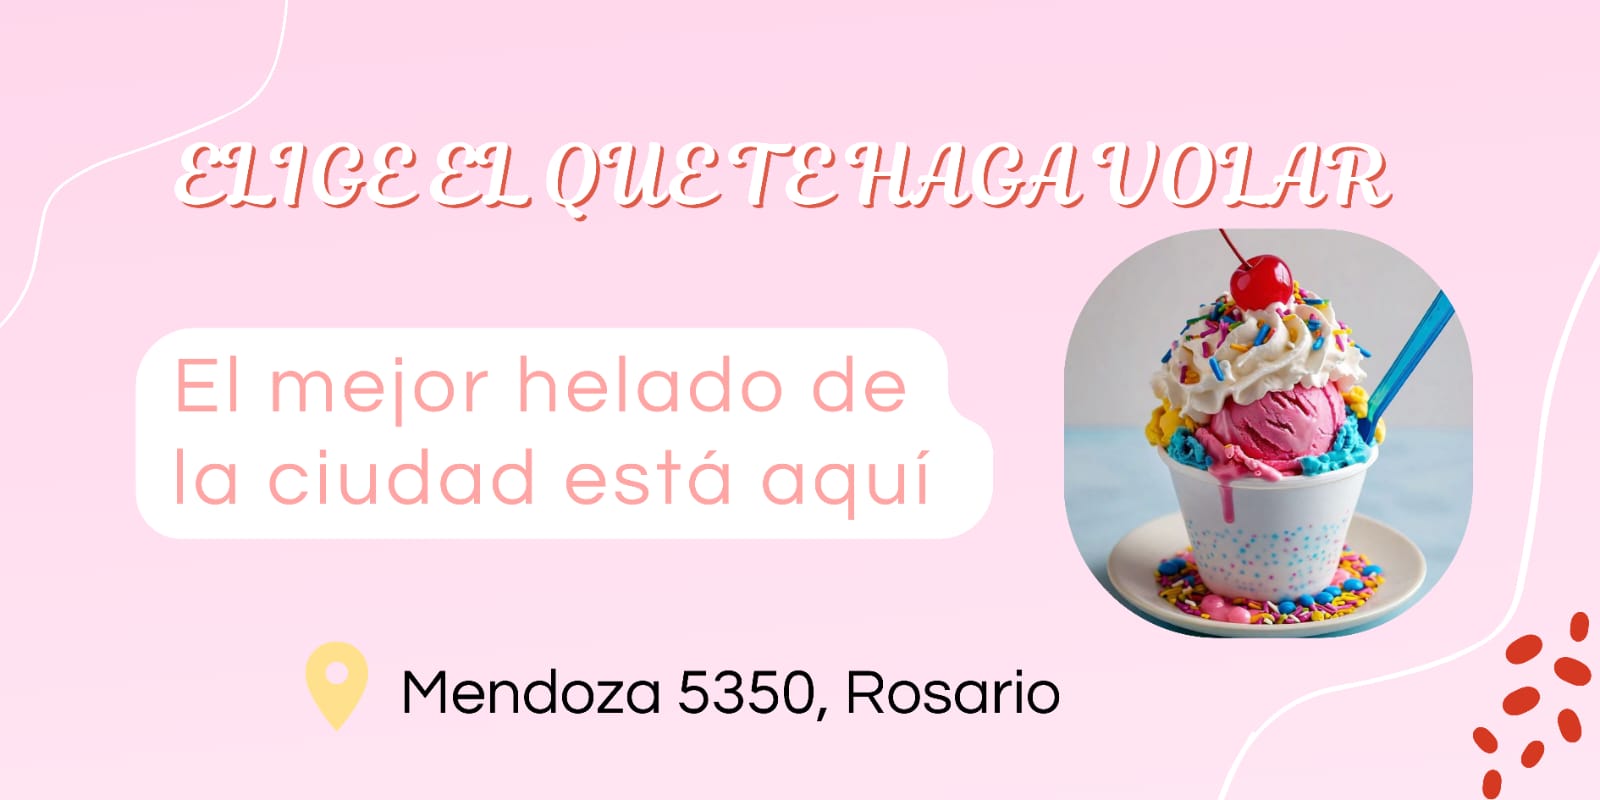 ELIGE EL QUE TE HAGA VOLAR
El mejor helado de
la ciudad está aquí
Mendoza 5350, Rosario